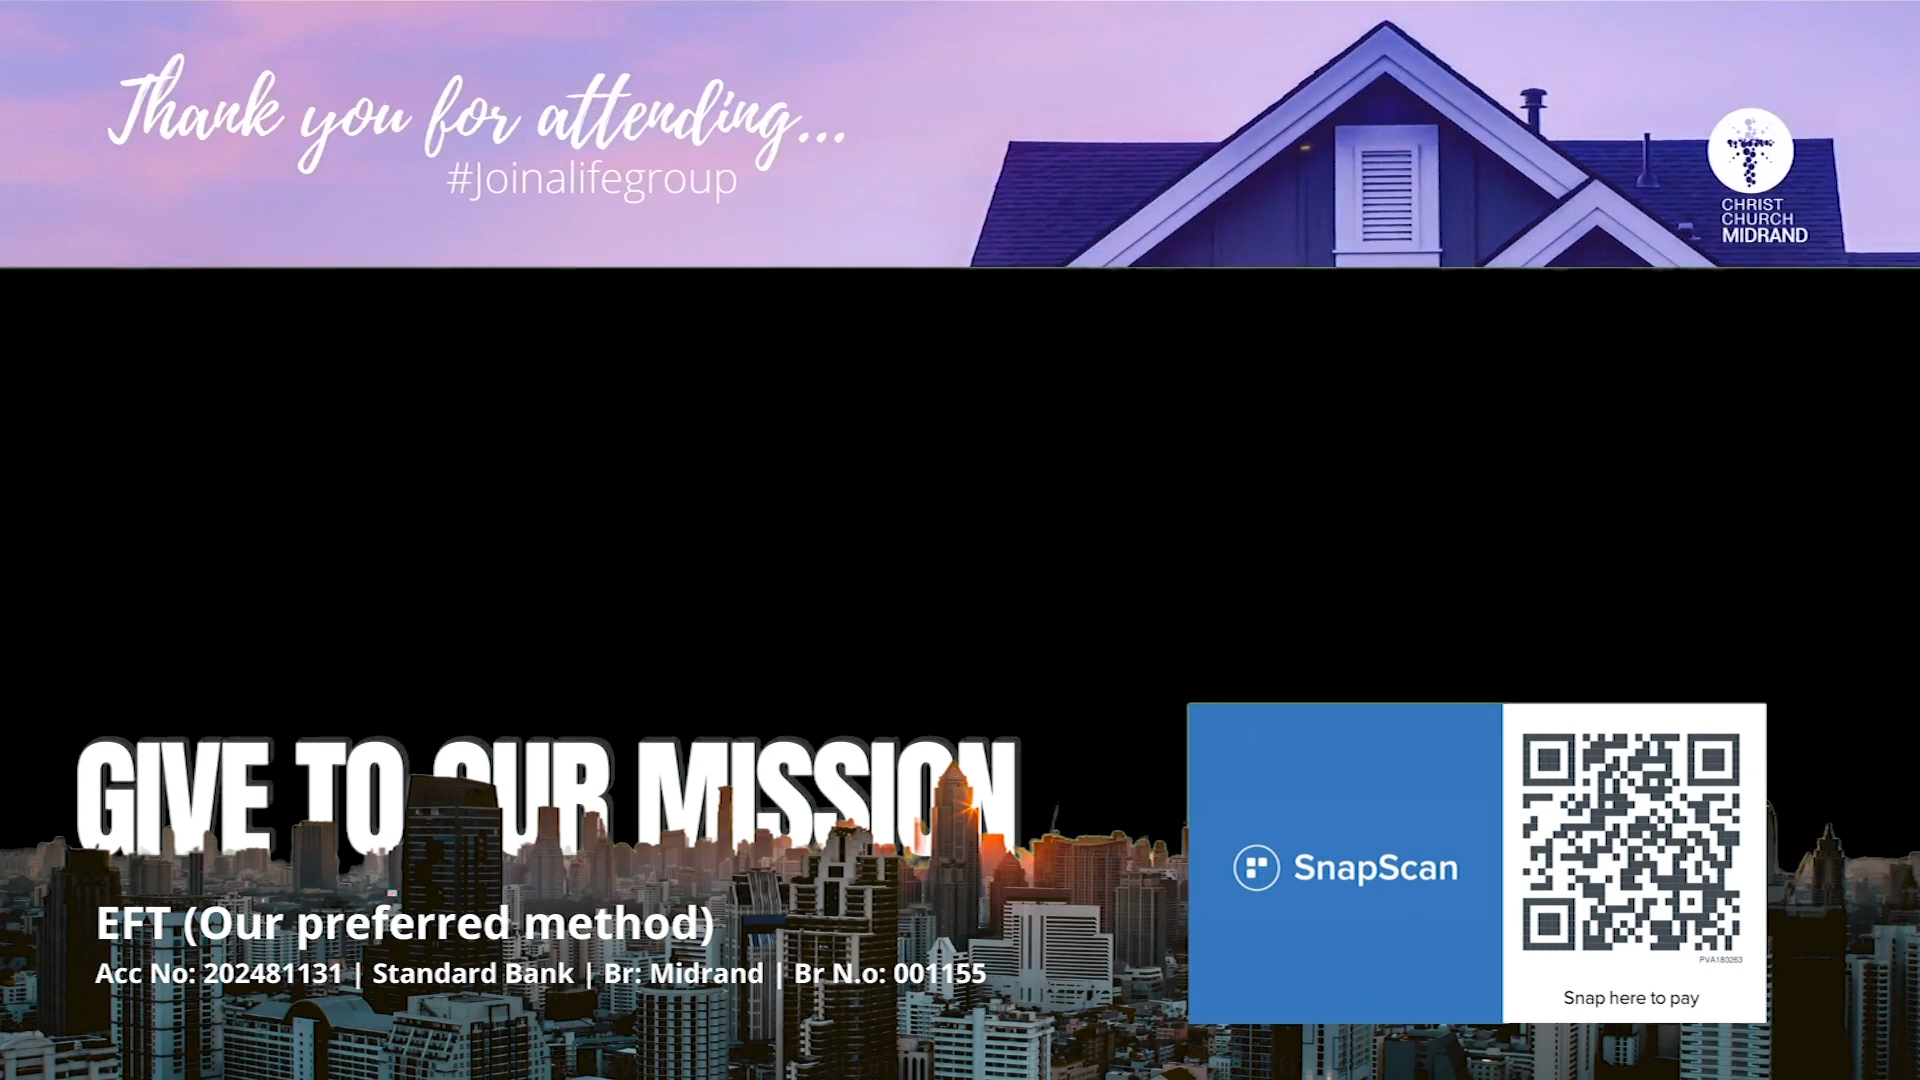 Thank you for attending...
#Joinalifegroup
CHRIST
CHURCH
MIDRAND
GIVE TO OUR MISSION
EFT (Our preferred method)
Acc No: 202481131 | Standard Bank | Br: Midrand | Br N.o: 001155
SnapScan
PVA180263
Snap here to pay